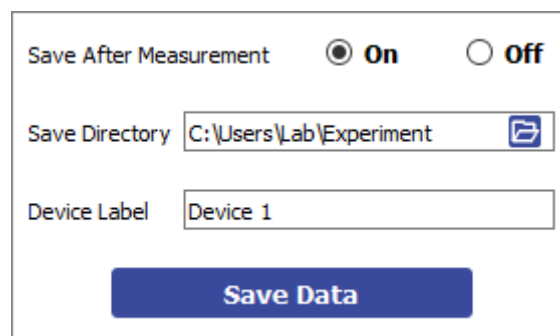 Save After Measurement On Off
Save Directory C:\Users\Lab\Experiment
Device Label Device 1
Save Data